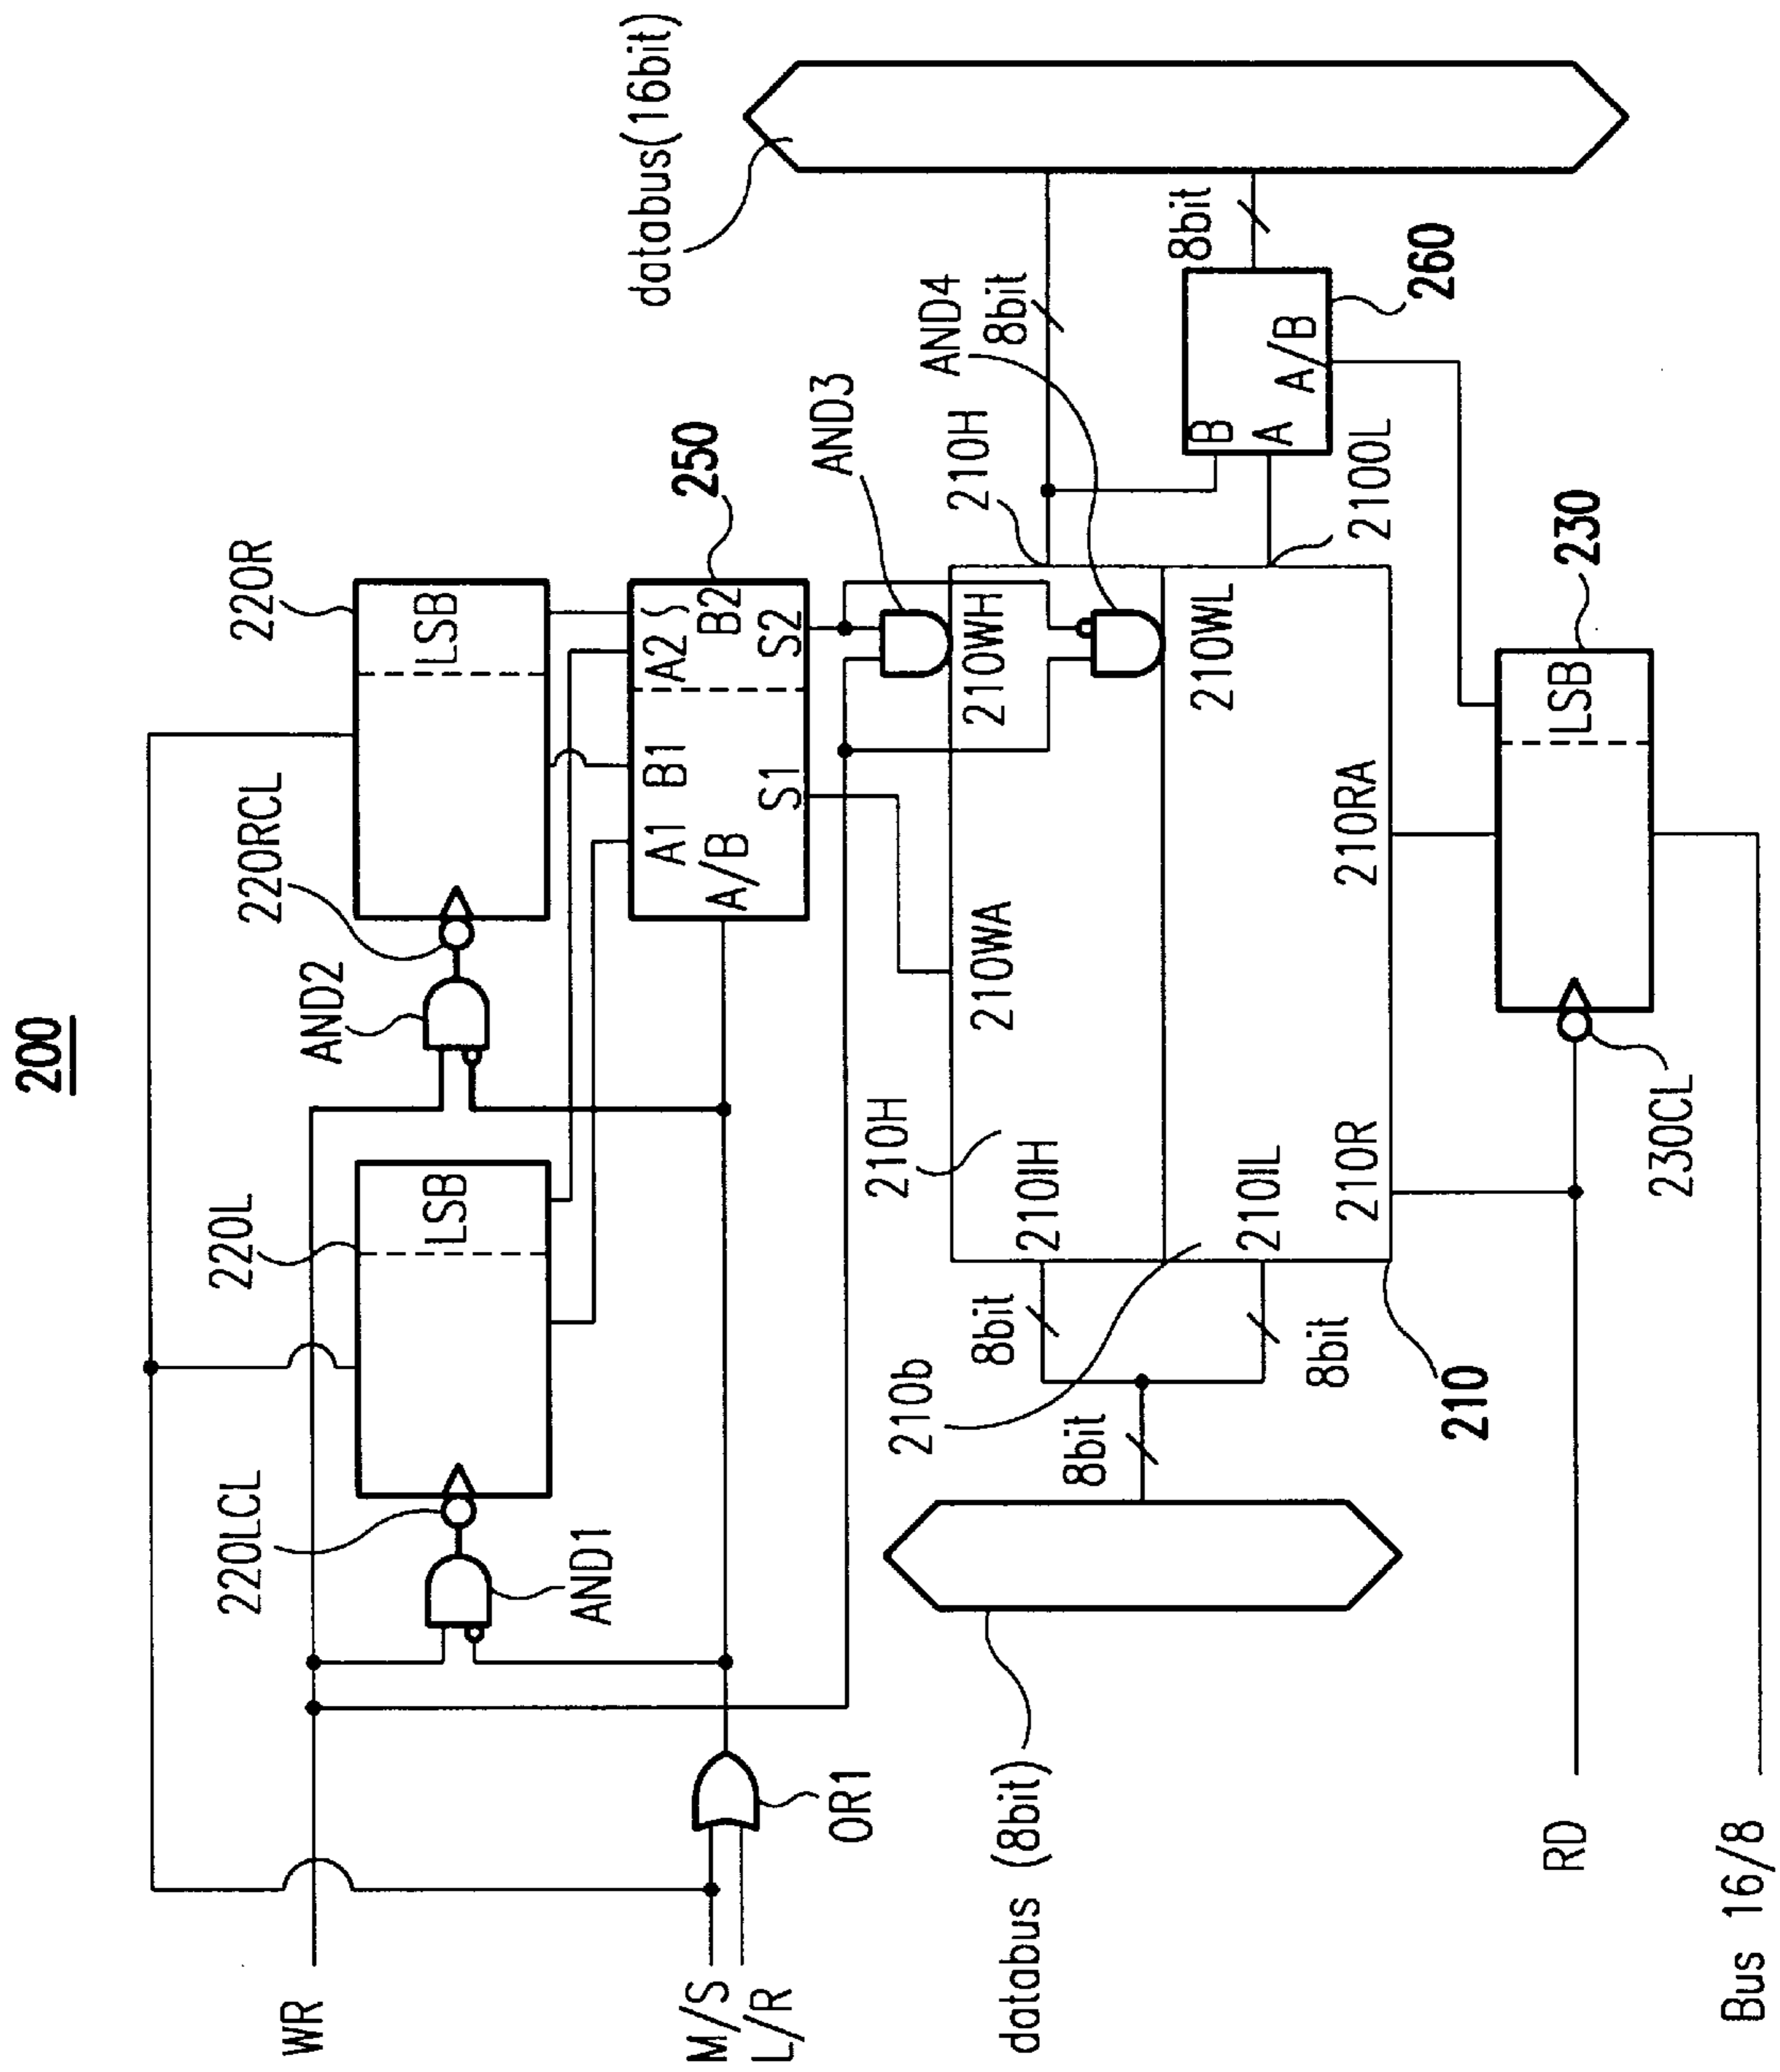 200
WR
M/S
L/R
OR1
AND1
220LCL
220L
LSB
AND2
220RCL
220R
LSB
A1
B1
A2
B2
A/B
S1
S2
250
AND3
AND4
databus(16bit)
8bit
8bit
B
A
A/B
260
210H
210OL
210WH
210WL
210WA
210H
210IH
210IL
210R
210RA
210b
8bit
8bit
8bit
210
databus (8bit)
LSB
230
230CL
RD
Bus 16/8